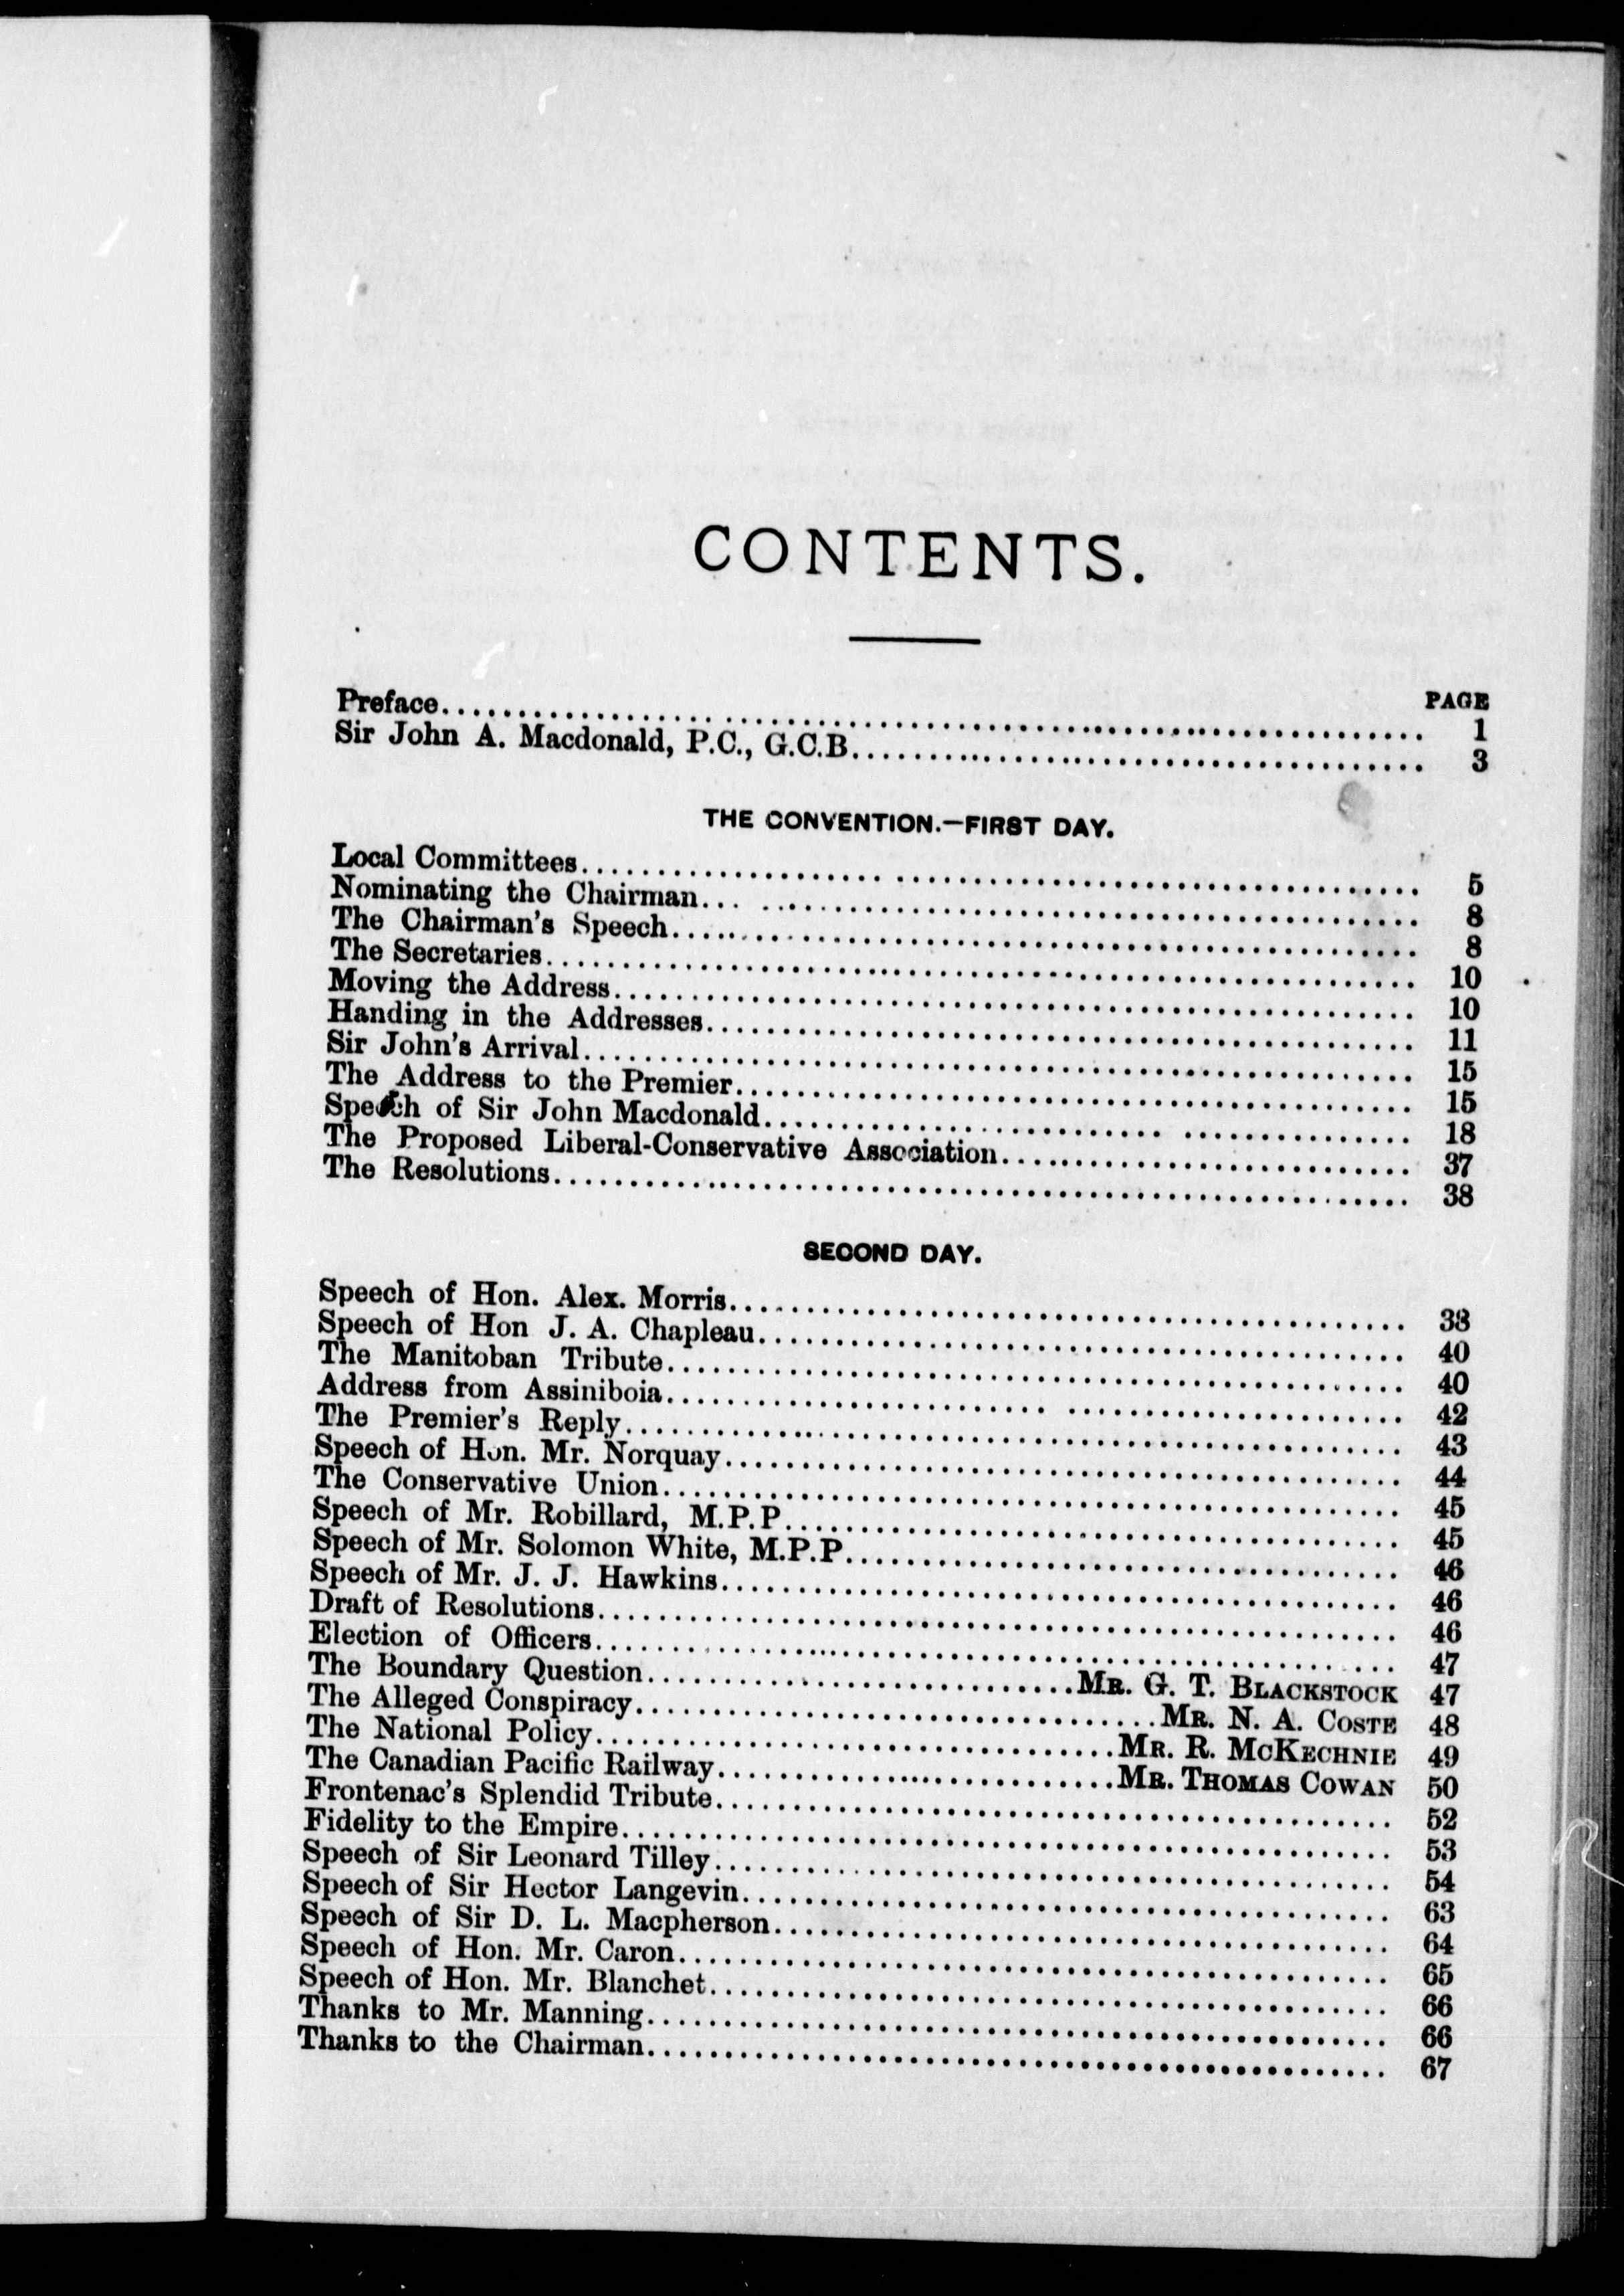 CONTENTS.
PAGE
Preface........................................ 1
Sir John A. Macdonald, P.C., G.C.B........................................ 3
THE CONVENTION.—FIRST DAY.
Local Committees........................................ 5
Nominating the Chairman........................................ 8
The Chairman's Speech........................................ 8
The Secretaries........................................ 10
Moving the Address........................................ 10
Handing in the Addresses........................................ 11
Sir John's Arrival........................................ 15
The Address to the Premier........................................ 15
Speech of Sir John Macdonald........................................ 18
The Proposed Liberal-Conservative Association........................................ 37
The Resolutions........................................ 38
SECOND DAY.
Speech of Hon. Alex. Morris........................................ 38
Speech of Hon J. A. Chapleau........................................ 40
The Manitoban Tribute........................................ 40
Address from Assiniboia........................................ 42
The Premier's Reply........................................ 43
Speech of Hon. Mr. Norquay........................................ 44
The Conservative Union........................................ 45
Speech of Mr. Robillard, M.P.P........................................ 45
Speech of Mr. Solomon White, M.P.P........................................ 46
Speech of Mr. J. J. Hawkins........................................ 46
Draft of Resolutions........................................ 46
Election of Officers........................................ 47
The Boundary Question..............................MR. G. T. BLACKSTOCK 47
The Alleged Conspiracy..............................MR. N. A. COSTE 48
The National Policy..............................MR. R. MCKECHNIE 49
The Canadian Pacific Railway..............................MR. THOMAS COWAN 50
Frontenac's Splendid Tribute........................................ 52
Fidelity to the Empire........................................ 53
Speech of Sir Leonard Tilley........................................ 54
Speech of Sir Hector Langevin........................................ 63
Speech of Sir D. L. Macpherson........................................ 64
Speech of Hon. Mr. Caron........................................ 65
Speech of Hon. Mr. Blanchet........................................ 66
Thanks to Mr. Manning........................................ 66
Thanks to the Chairman........................................ 67